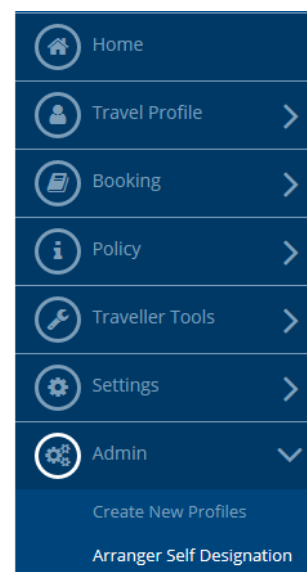 Home
Travel Profile
Booking
Policy
Traveller Tools
Settings
Admin
Create New Profiles
Arranger Self Designation